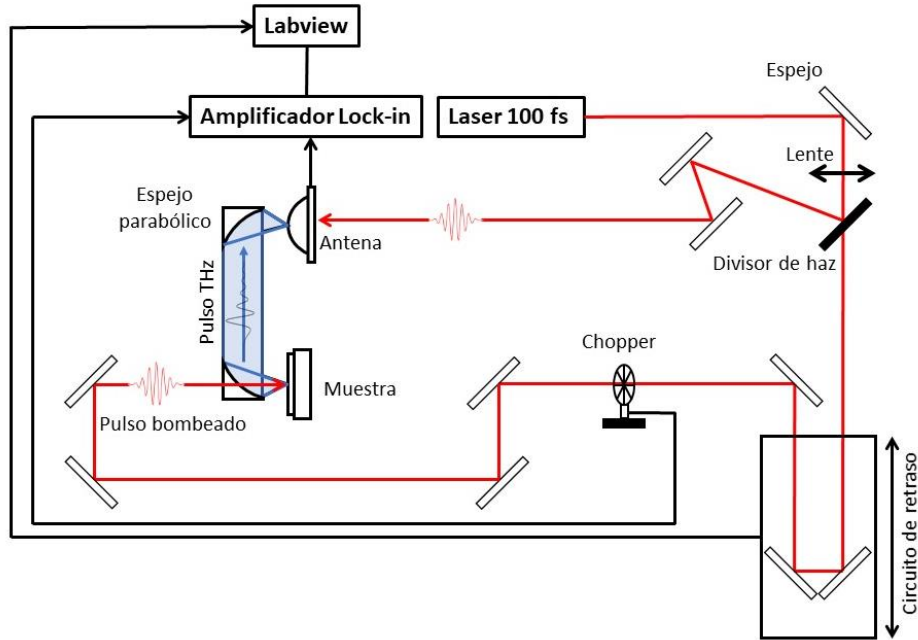 Labview
Espejo
Amplificador Lock-in
Laser 100 fs
Lente
Espejo
parabólico
Antena
Divisor de haz
Pulso THz
Chopper
Muestra
Pulso bombeado
Circuito de retraso